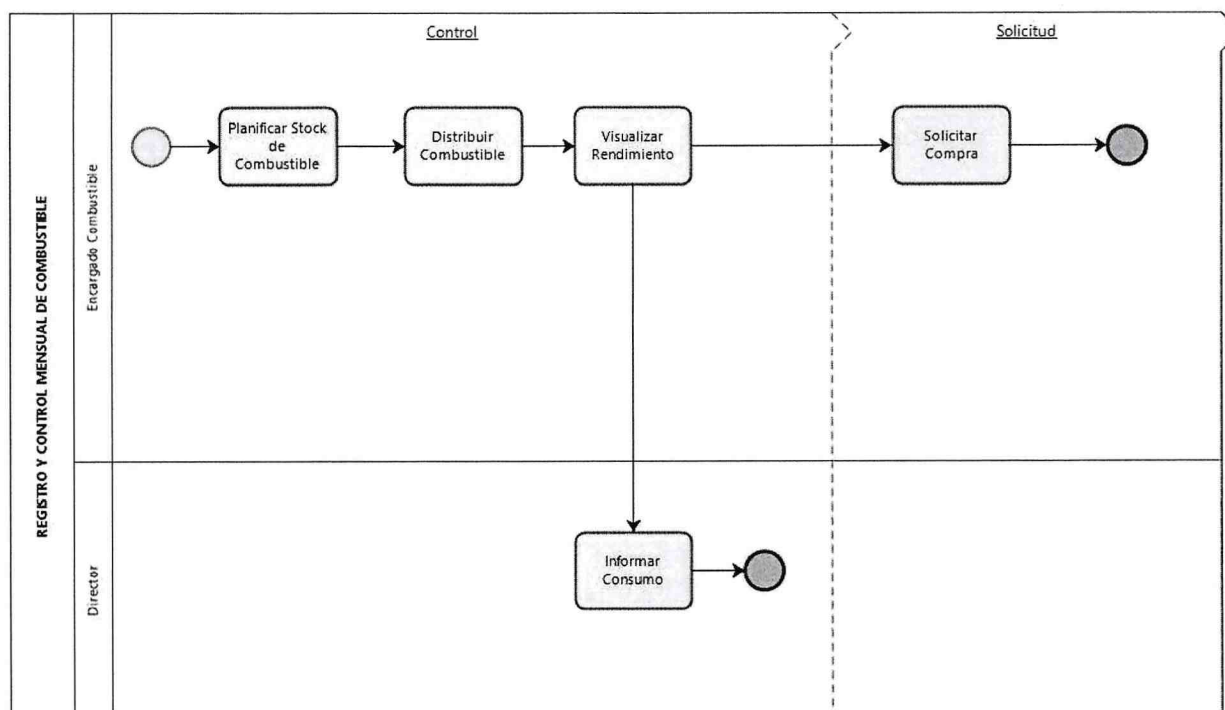 Control
Solicitud
REGISTRO Y CONTROL MENSUAL DE COMBUSTIBLE
Encargado Combustible
Planificar Stock
de
Combustible
Distribuir
Combustible
Visualizar
Rendimiento
Solicitar
Compra
Director
Informar
Consumo